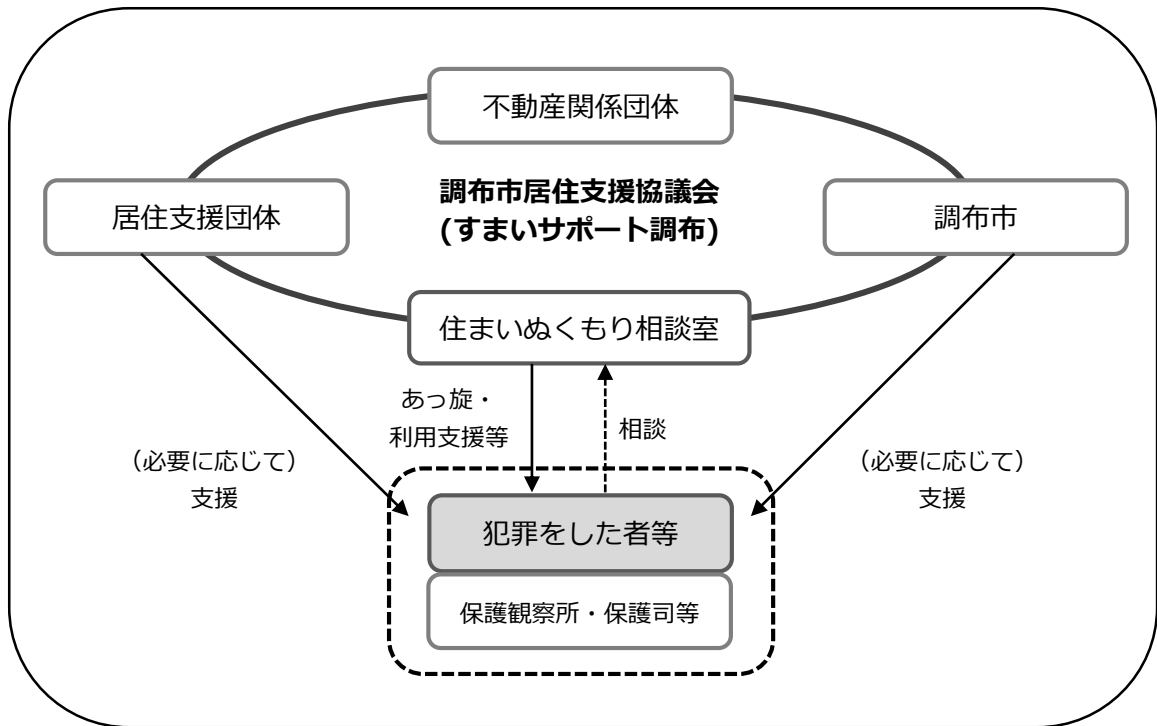 不動産関係団体
調布市居住支援協議会
(すまいサポート調布)
居住支援団体
調布市
住まいぬくもり相談室
あっ旋・
利用支援等
相談
（必要に応じて）
支援
（必要に応じて）
支援
犯罪をした者等
保護観察所・保護司等